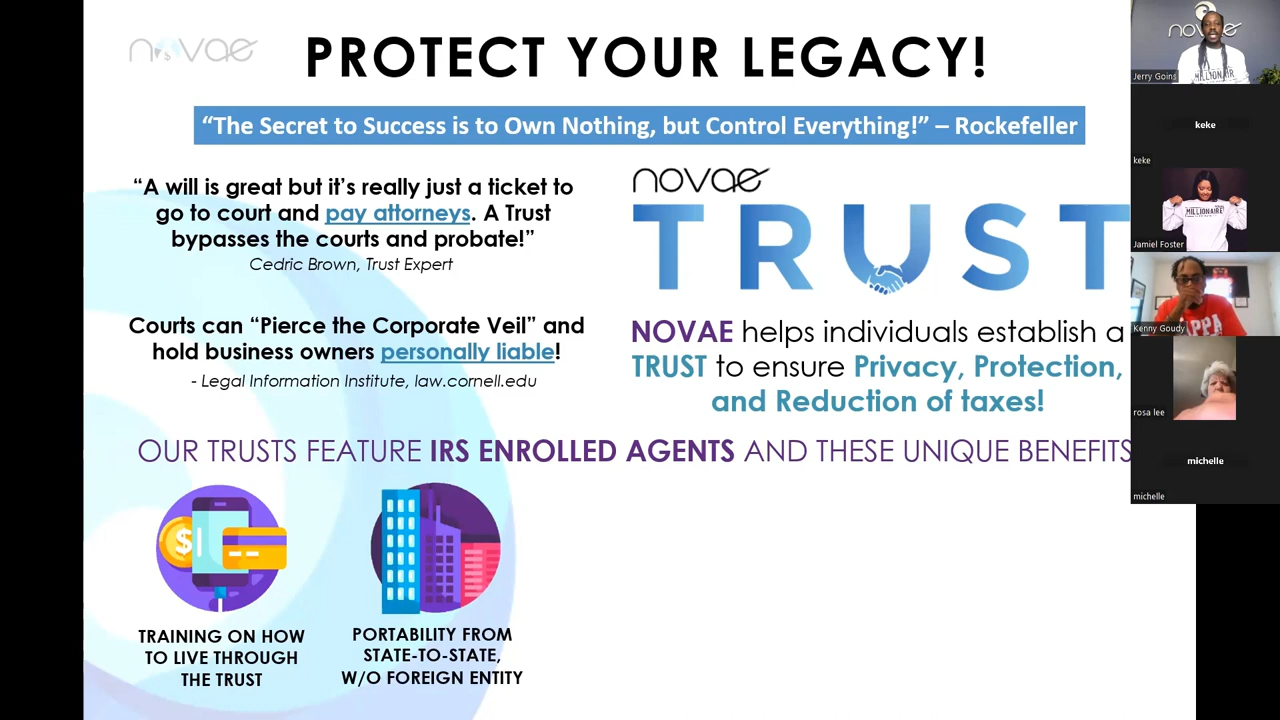 novae
PROTECT YOUR LEGACY!
“The Secret to Success is to Own Nothing, but Control Everything!” – Rockefeller
“A will is great but it’s really just a ticket to
go to court and pay attorneys. A Trust
bypasses the courts and probate!”
Cedric Brown, Trust Expert
Courts can “Pierce the Corporate Veil” and
hold business owners personally liable!
- Legal Information Institute, law.cornell.edu
novae
TRUST
NOVAE helps individuals establish a
TRUST to ensure Privacy, Protection,
and Reduction of taxes!
OUR TRUSTS FEATURE IRS ENROLLED AGENTS AND THESE UNIQUE BENEFITS
$
TRAINING ON HOW
TO LIVE THROUGH
THE TRUST
PORTABILITY FROM
STATE-TO-STATE,
W/O FOREIGN ENTITY
novae
MILLIONAIR
Jerry Goins
keke
keke
MILLIONAIRE
Jamiel Foster
Kenny Goudy
rosa lee
michelle
michelle